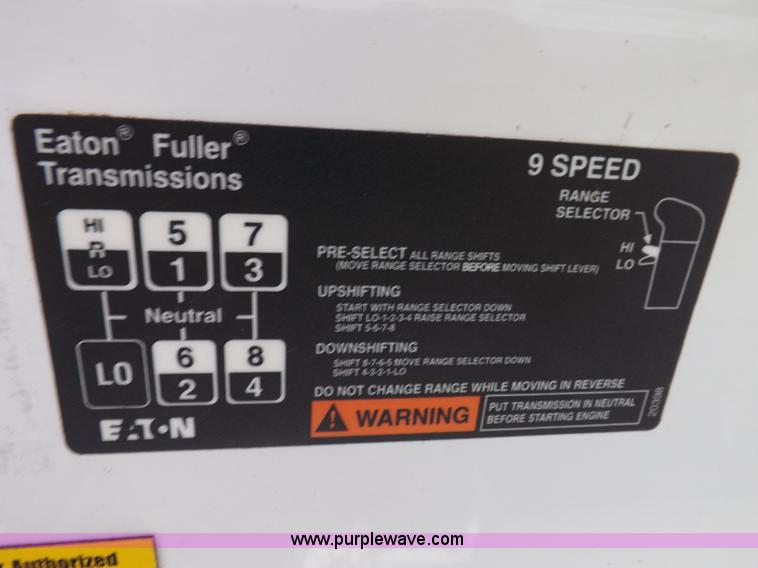 Eaton® Fuller®
Transmissions
9 SPEED
RANGE
SELECTOR
HI
LO
HI 5 7
R
LO 1 3
Neutral
LO 6 8
2 4
PRE-SELECT ALL RANGE SHIFTS
(MOVE RANGE SELECTOR BEFORE MOVING SHIFT LEVER)
UPSHIFTING
START WITH RANGE SELECTOR DOWN
SHIFT LO-1-2-3-4 RAISE RANGE SELECTOR
SHIFT 5-6-7-8
DOWNSHIFTING
SHIFT 8-7-6-5 MOVE RANGE SELECTOR DOWN
SHIFT 4-3-2-1-LO
DO NOT CHANGE RANGE WHILE MOVING IN REVERSE
WARNING
PUT TRANSMISSION IN NEUTRAL
BEFORE STARTING ENGINE
20398
EATON
www.purplewave.com
Authorized